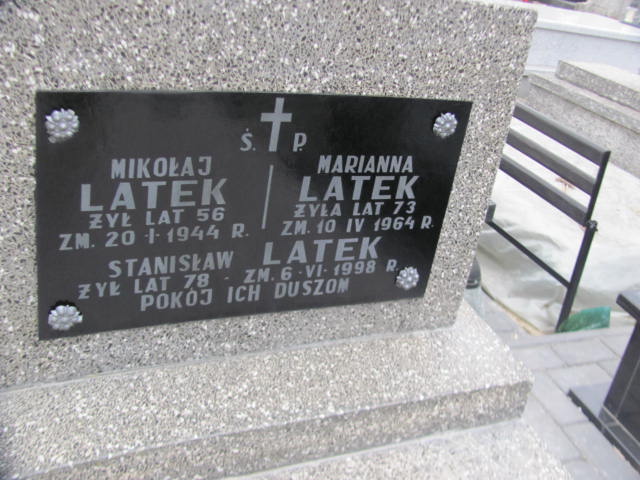 Ś. P.
MIKOŁAJ
LATEK
ŻYŁ LAT 56
ZM. 20-I-1944 R.
MARIANNA
LATEK
ŻYŁA LAT 73
ZM. 10 IV 1964 R.
STANISŁAW LATEK
ŻYŁ LAT 78 - ZM. 6-VI-1998 R.
POKÓJ ICH DUSZOM